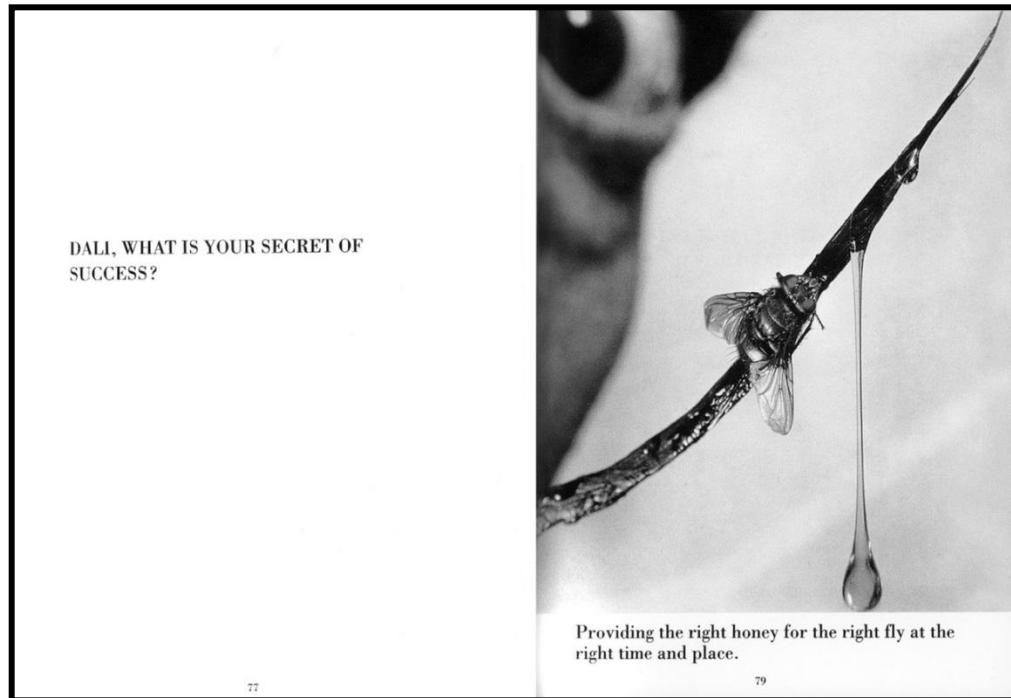 DALI, WHAT IS YOUR SECRET OF
SUCCESS?
77
Providing the right honey for the right fly at the
right time and place.
79